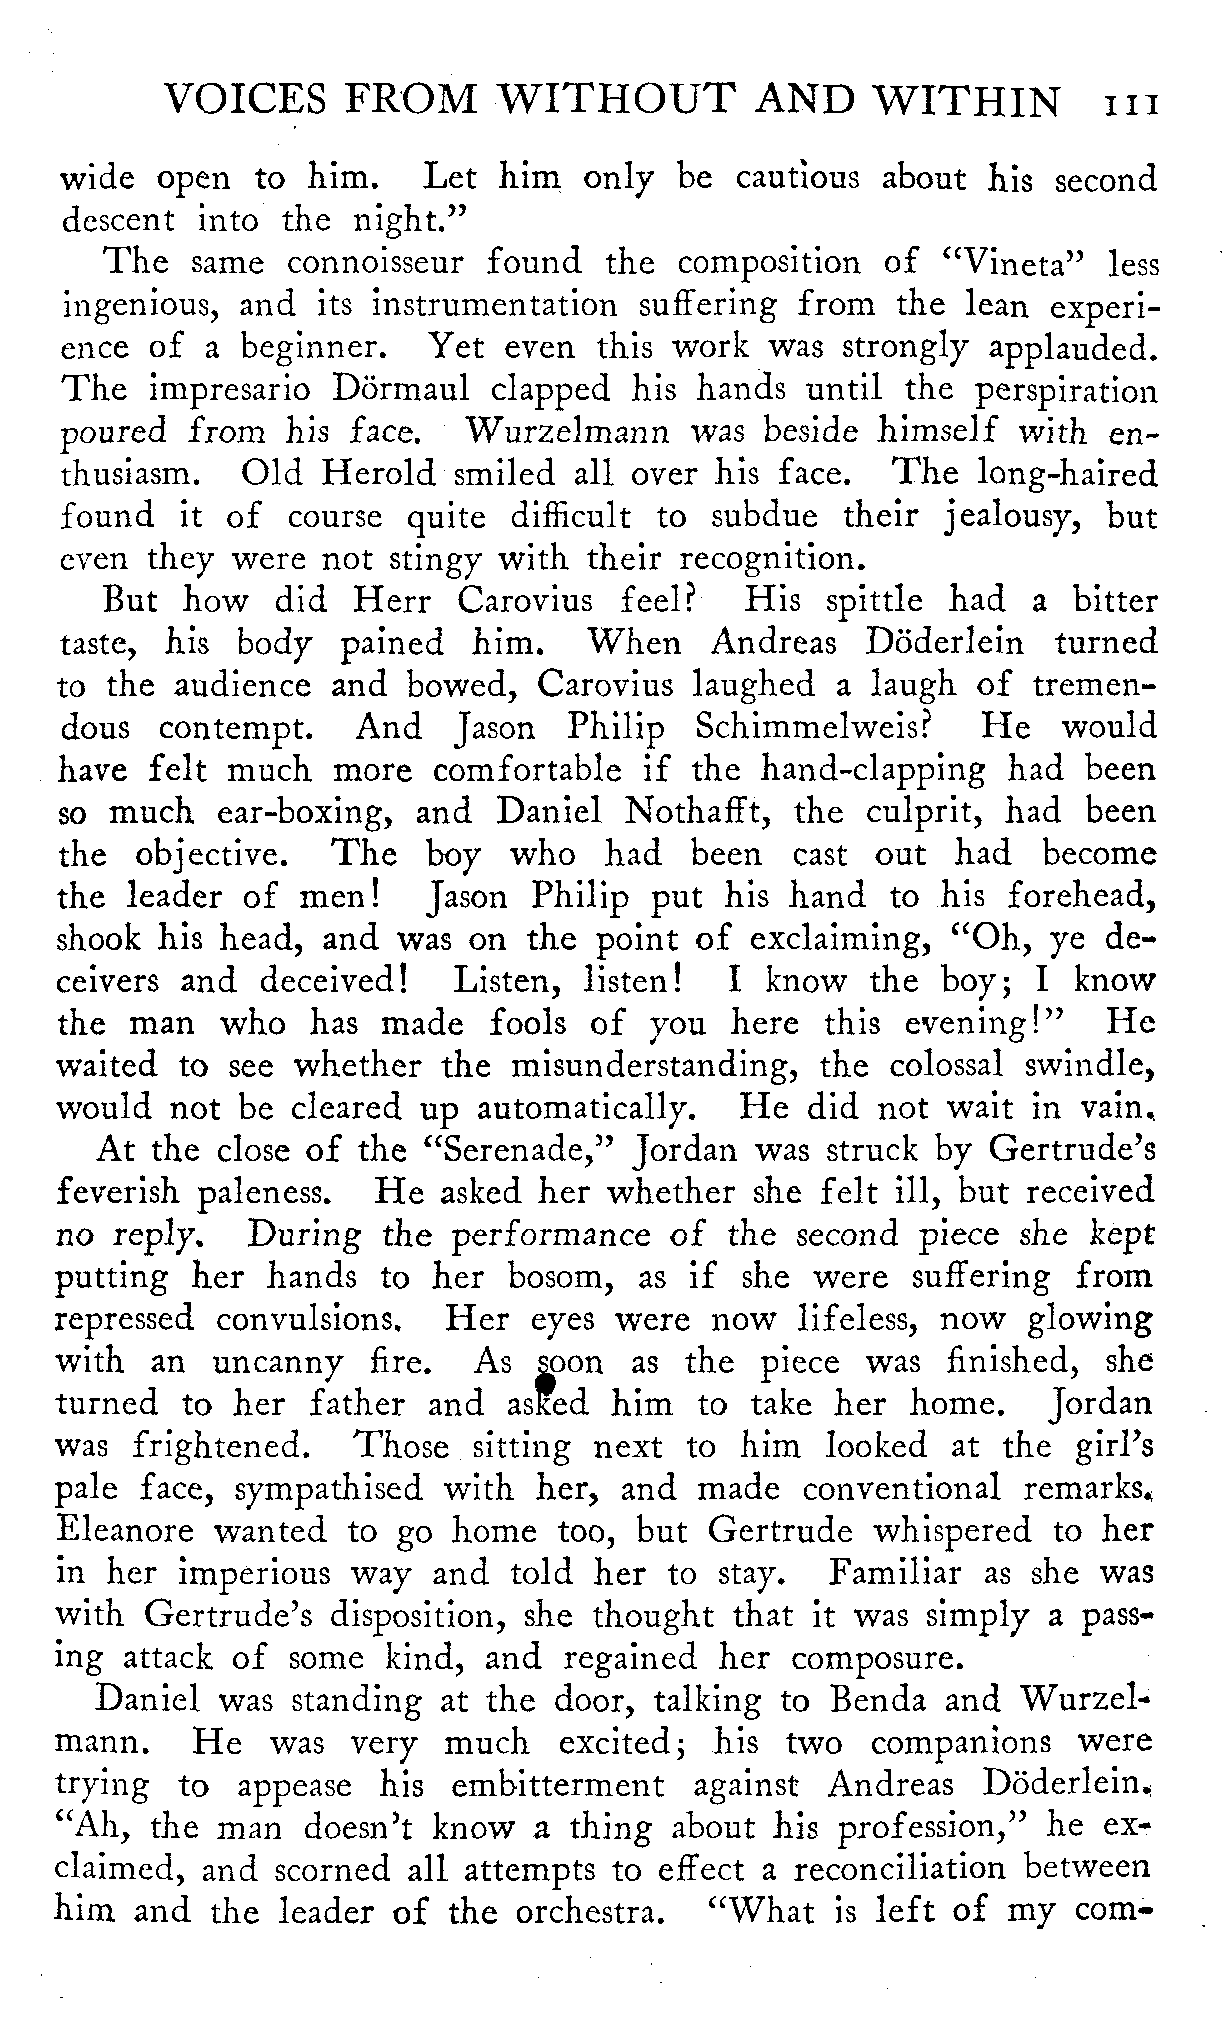 VOICES FROM WITHOUT AND WITHIN 111
wide open to him. Let him only be cautious about his second
descent into the night."
The same connoisseur found the composition of "Vineta" less
ingenious, and its instrumentation suffering from the lean experi-
ence of a beginner. Yet even this work was strongly applauded.
The impresario Dörmaul clapped his hands until the perspiration
poured from his face. Wurzelmann was beside himself with en-
thusiasm. Old Herold smiled all over his face. The long-haired
found it of course quite difficult to subdue their jealousy, but
even they were not stingy with their recognition.
But how did Herr Carovius feel? His spittle had a bitter
taste, his body pained him. When Andreas Döderlein turned
to the audience and bowed, Carovius laughed a laugh of tremen-
dous contempt. And Jason Philip Schimmelweis? He would
have felt much more comfortable if the hand-clapping had been
so much ear-boxing, and Daniel Nothafft, the culprit, had been
the objective. The boy who had been cast out had become
the leader of men! Jason Philip put his hand to his forehead,
shook his head, and was on the point of exclaiming, "Oh, ye de-
ceivers and deceived! Listen, listen! I know the boy; I know
the man who has made fools of you here this evening!" He
waited to see whether the misunderstanding, the colossal swindle,
would not be cleared up automatically. He did not wait in vain.
At the close of the "Serenade," Jordan was struck by Gertrude's
feverish paleness. He asked her whether she felt ill, but received
no reply. During the performance of the second piece she kept
putting her hands to her bosom, as if she were suffering from
repressed convulsions. Her eyes were now lifeless, now glowing
with an uncanny fire. As soon as the piece was finished, she
turned to her father and asked him to take her home. Jordan
was frightened. Those sitting next to him looked at the girl's
pale face, sympathised with her, and made conventional remarks.
Eleanore wanted to go home too, but Gertrude whispered to her
in her imperious way and told her to stay. Familiar as she was
with Gertrude's disposition, she thought that it was simply a pass-
ing attack of some kind, and regained her composure.
Daniel was standing at the door, talking to Benda and Wurzel-
mann. He was very much excited; his two companions were
trying to appease his embitterment against Andreas Döderlein.
"Ah, the man doesn't know a thing about his profession," he ex-
claimed, and scorned all attempts to effect a reconciliation between
him and the leader of the orchestra. "What is left of my com-